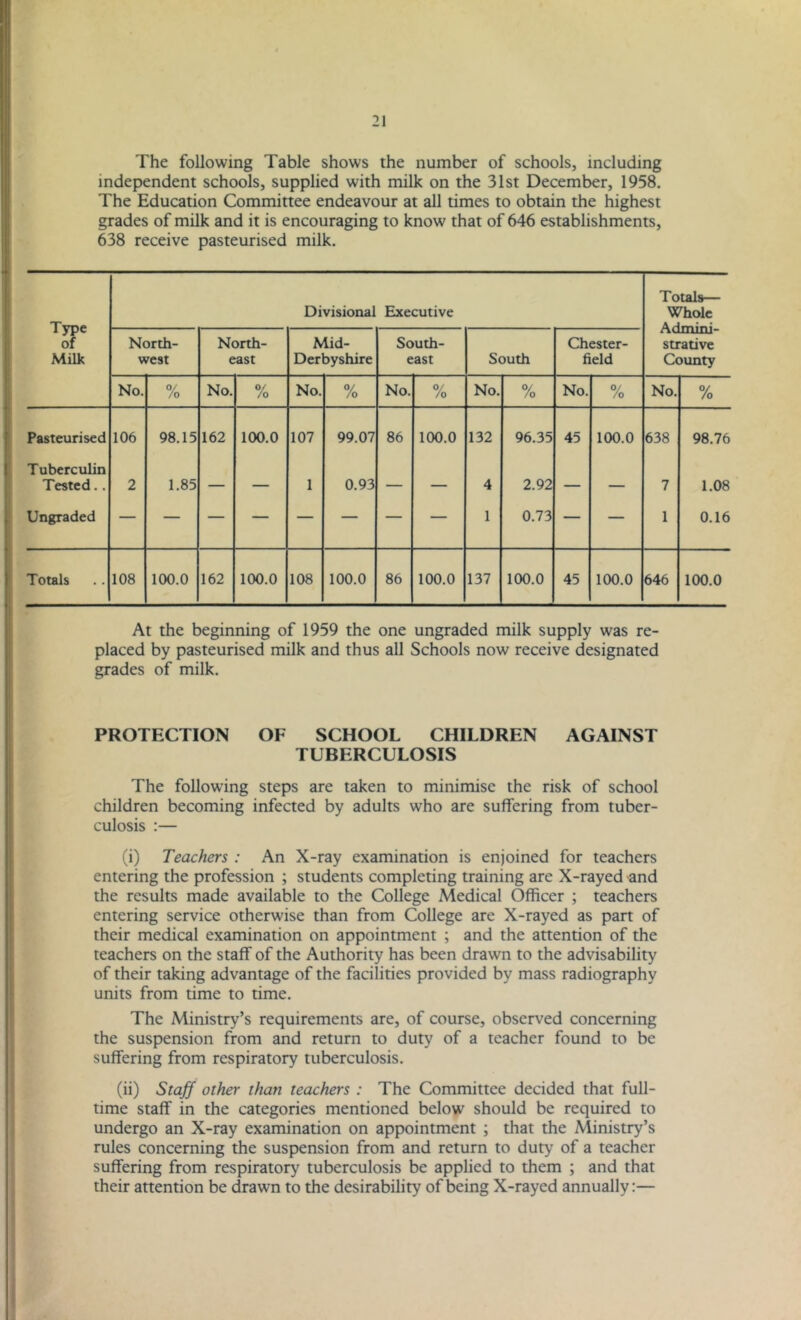 21
The following Table shows the number of schools, including
independent schools, supplied with milk on the 31st December, 1958.
The Education Committee endeavour at all times to obtain the highest
grades of milk and it is encouraging to know that of 646 establishments,
638 receive pasteurised milk.
Type of Milk | Divisional Executive | Totals— Whole Admini- strative County
North- west | North- east | Mid- Derbyshire | South- east | South | Chester- field
No. | % | No. | % | No. | % | No. | % | No. | % | No. | % | No. | %
Pasteurised | 106 | 98.15 | 162 | 100.0 | 107 | 99.07 | 86 | 100.0 | 132 | 96.35 | 45 | 100.0 | 638 | 98.76
Tuberculin
Tested . . | 2 | 1.85 | — | — | 1 | 0.93 | — | — | 4 | 2.92 | — | — | 7 | 1.08
Ungraded | — | — | — | — | — | — | — | — | 1 | 0.73 | — | — | 1 | 0.16
Totals . . | 108 | 100.0 | 162 | 100.0 | 108 | 100.0 | 86 | 100.0 | 137 | 100.0 | 45 | 100.0 | 646 | 100.0
At the beginning of 1959 the one ungraded milk supply was re-
placed by pasteurised milk and thus all Schools now receive designated
grades of milk.
PROTECTION OF SCHOOL CHILDREN AGAINST
TUBERCULOSIS
The following steps are taken to minimise the risk of school
children becoming infected by adults who are suffering from tuber-
culosis :—
(i) Teachers : An X-ray examination is enjoined for teachers
entering the profession ; students completing training are X-rayed and
the results made available to the College Medical Officer ; teachers
entering service otherwise than from College are X-rayed as part of
their medical examination on appointment ; and the attention of the
teachers on the staff of the Authority has been drawn to the advisability
of their taking advantage of the facilities provided by mass radiography
units from time to time.
The Ministry's requirements are, of course, observed concerning
the suspension from and return to duty of a teacher found to be
suffering from respiratory tuberculosis.
(ii) Staff other than teachers : The Committee decided that full-
time staff in the categories mentioned below should be required to
undergo an X-ray examination on appointment ; that the Ministry's
rules concerning the suspension from and return to duty of a teacher
suffering from respiratory tuberculosis be applied to them ; and that
their attention be drawn to the desirability of being X-rayed annually:—